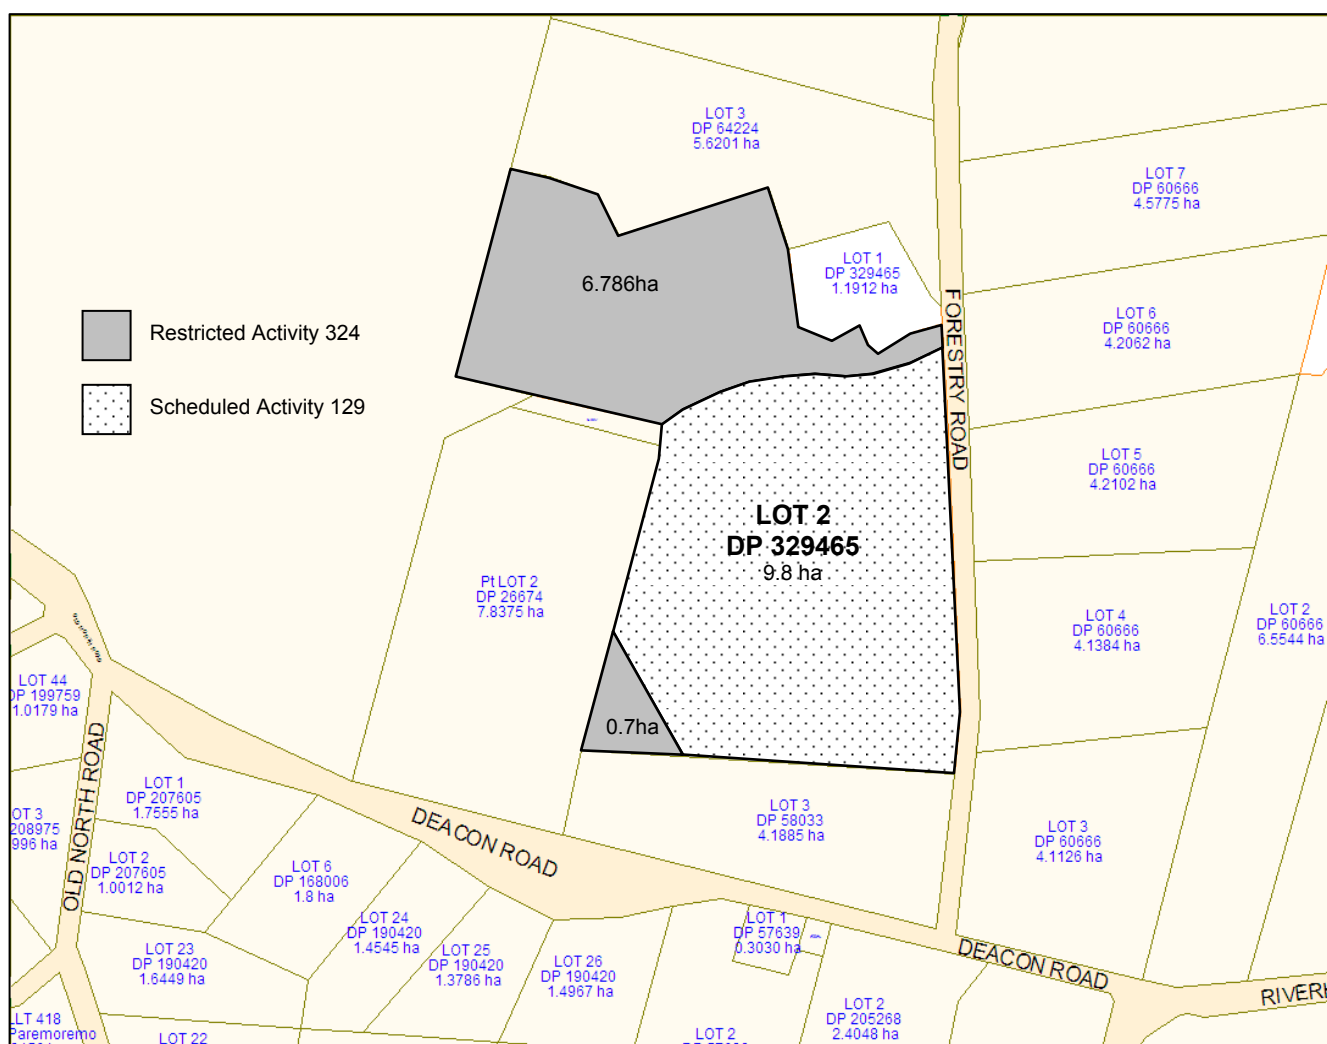 LOT 3
DP 64224
5.6201 ha
LOT 7
DP 60666
4.5775 ha
6.786ha
LOT 1
DP 329465
1.1912 ha
FORESTRY ROAD
LOT 6
DP 60666
4.2062 ha
Restricted Activity 324
Scheduled Activity 129
LOT 5
DP 60666
4.2102 ha
LOT 2
DP 329465
9.8 ha
Pt LOT 2
DP 26674
7.8375 ha
LOT 4
DP 60666
4.1384 ha
LOT 2
DP 60666
6.5544 ha
LOT 44
DP 199759
1.0179 ha
0.7ha
OLD NORTH ROAD
LOT 1
DP 207605
1.7555 ha
OT 3
208975
996 ha
DEACON ROAD
LOT 3
DP 58033
4.1885 ha
LOT 3
DP 60666
4.1126 ha
LOT 2
DP 207605
1.0012 ha
LOT 6
DP 168006
1.8 ha
LOT 24
DP 190420
1.4545 ha
LOT 1
DP 57639
0.3030 ha
LOT 23
DP 190420
1.6449 ha
LOT 25
DP 190420
1.3786 ha
LOT 26
DP 190420
1.4967 ha
DEACON ROAD
RIVERH
LOT 2
DP 205268
2.4048 ha
LLT 418
Paremoremo
LOT 22
LOT 2